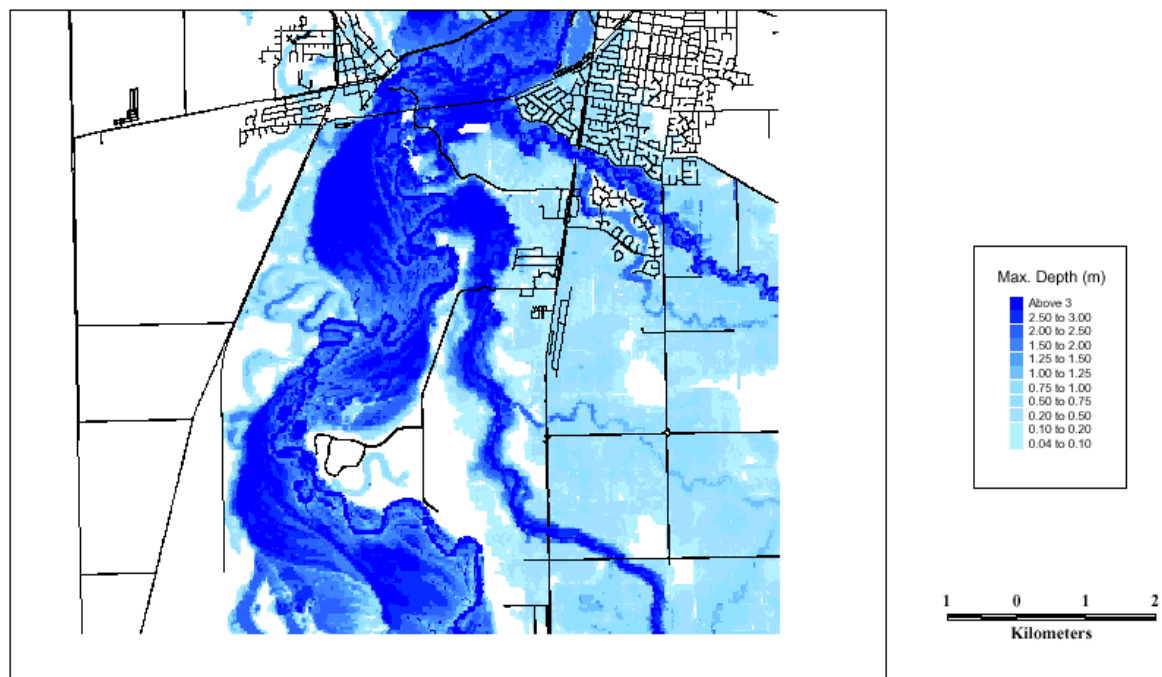 Max. Depth (m)
Above 3
2.50 to 3.00
2.00 to 2.50
1.50 to 2.00
1.25 to 1.50
1.00 to 1.25
0.75 to 1.00
0.50 to 0.75
0.20 to 0.50
0.10 to 0.20
0.04 to 0.10
1 0 1 2
Kilometers